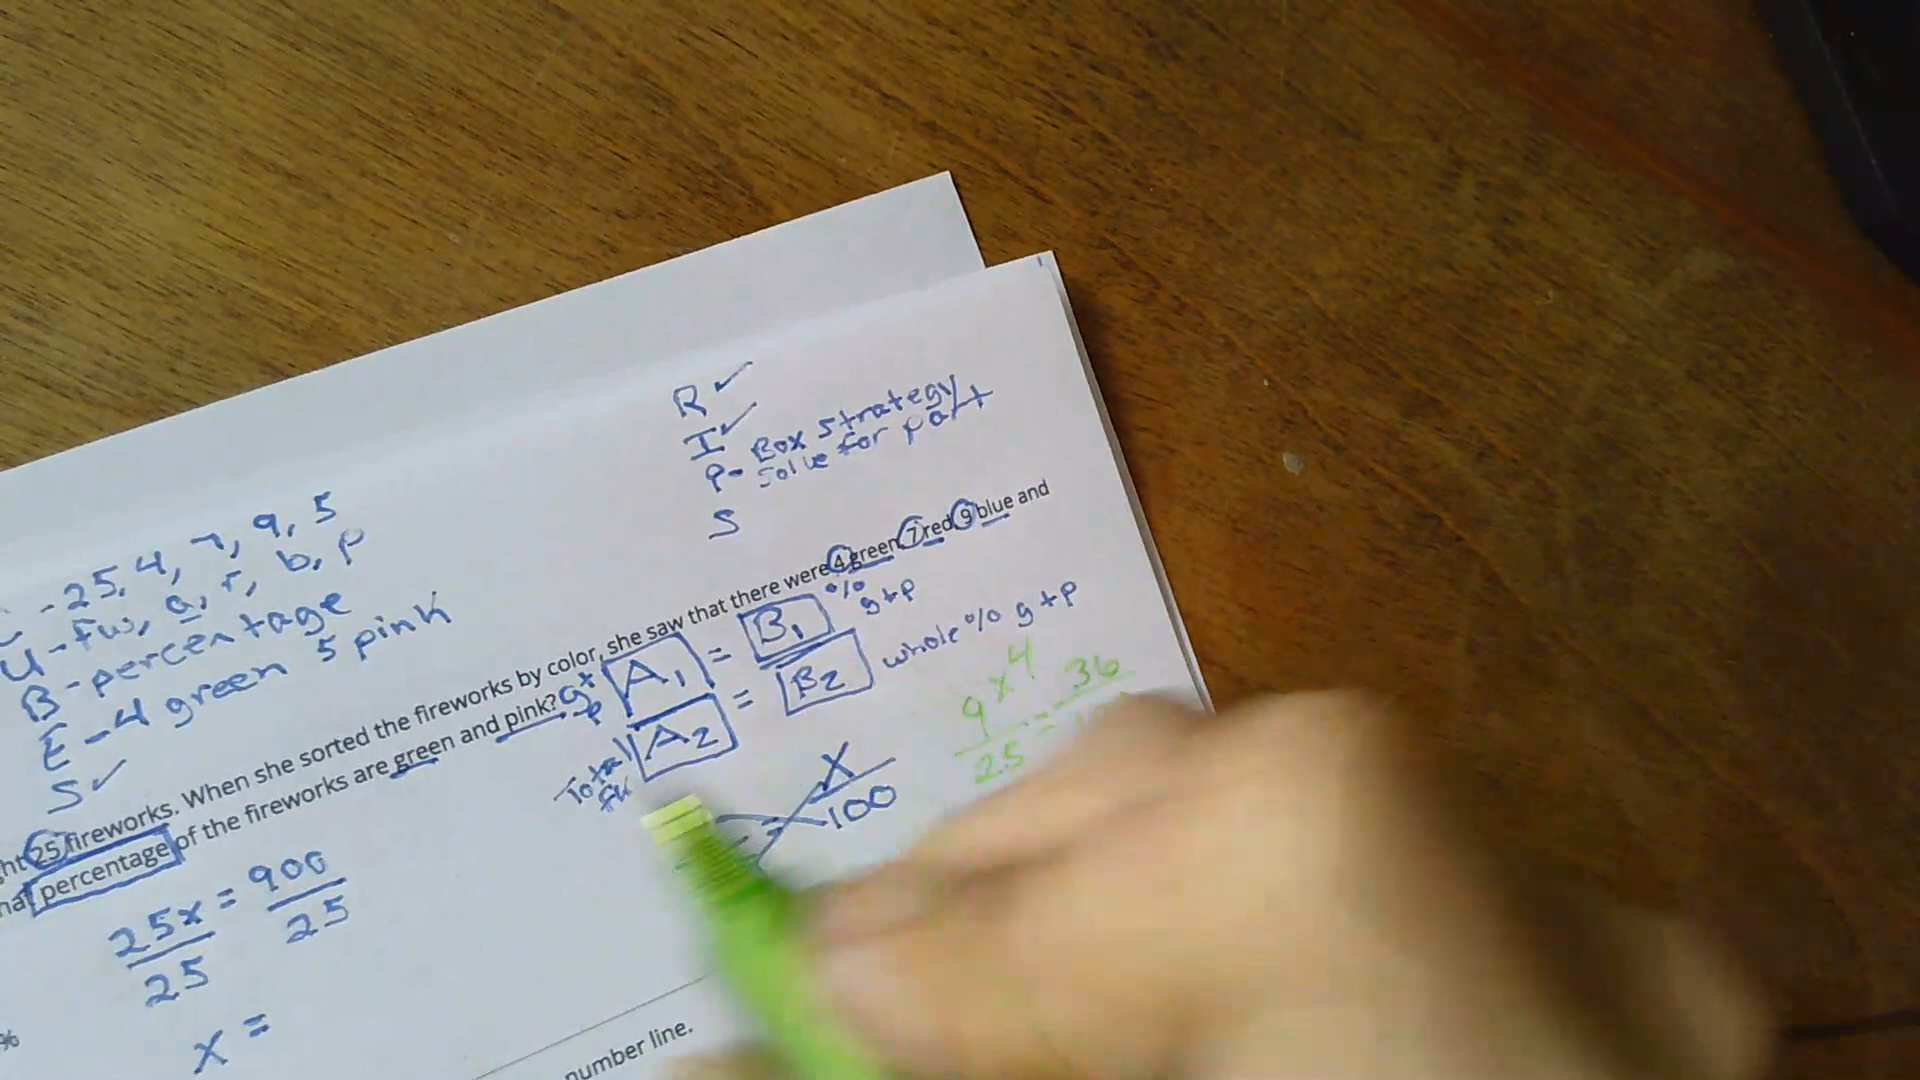 R ✓
I ✓
P- Box Strategy
Solve for part
S
-25, 4, 7, 9, 5
U-fw, g, r, b, p
B-percentage
E-4 green 5 pink
S ✓
25 fireworks. When she sorted the fireworks by color, she saw that there were 4 green, 7 red, 9 blue and
percentage of the fireworks are green and pink?
g+
p
A1 = B1
% g+p
Total
fw
A2 = B2
whole % g+p
= x/100
9 x4
25 = 36
25x = 900
25 25
x =
%
number line.